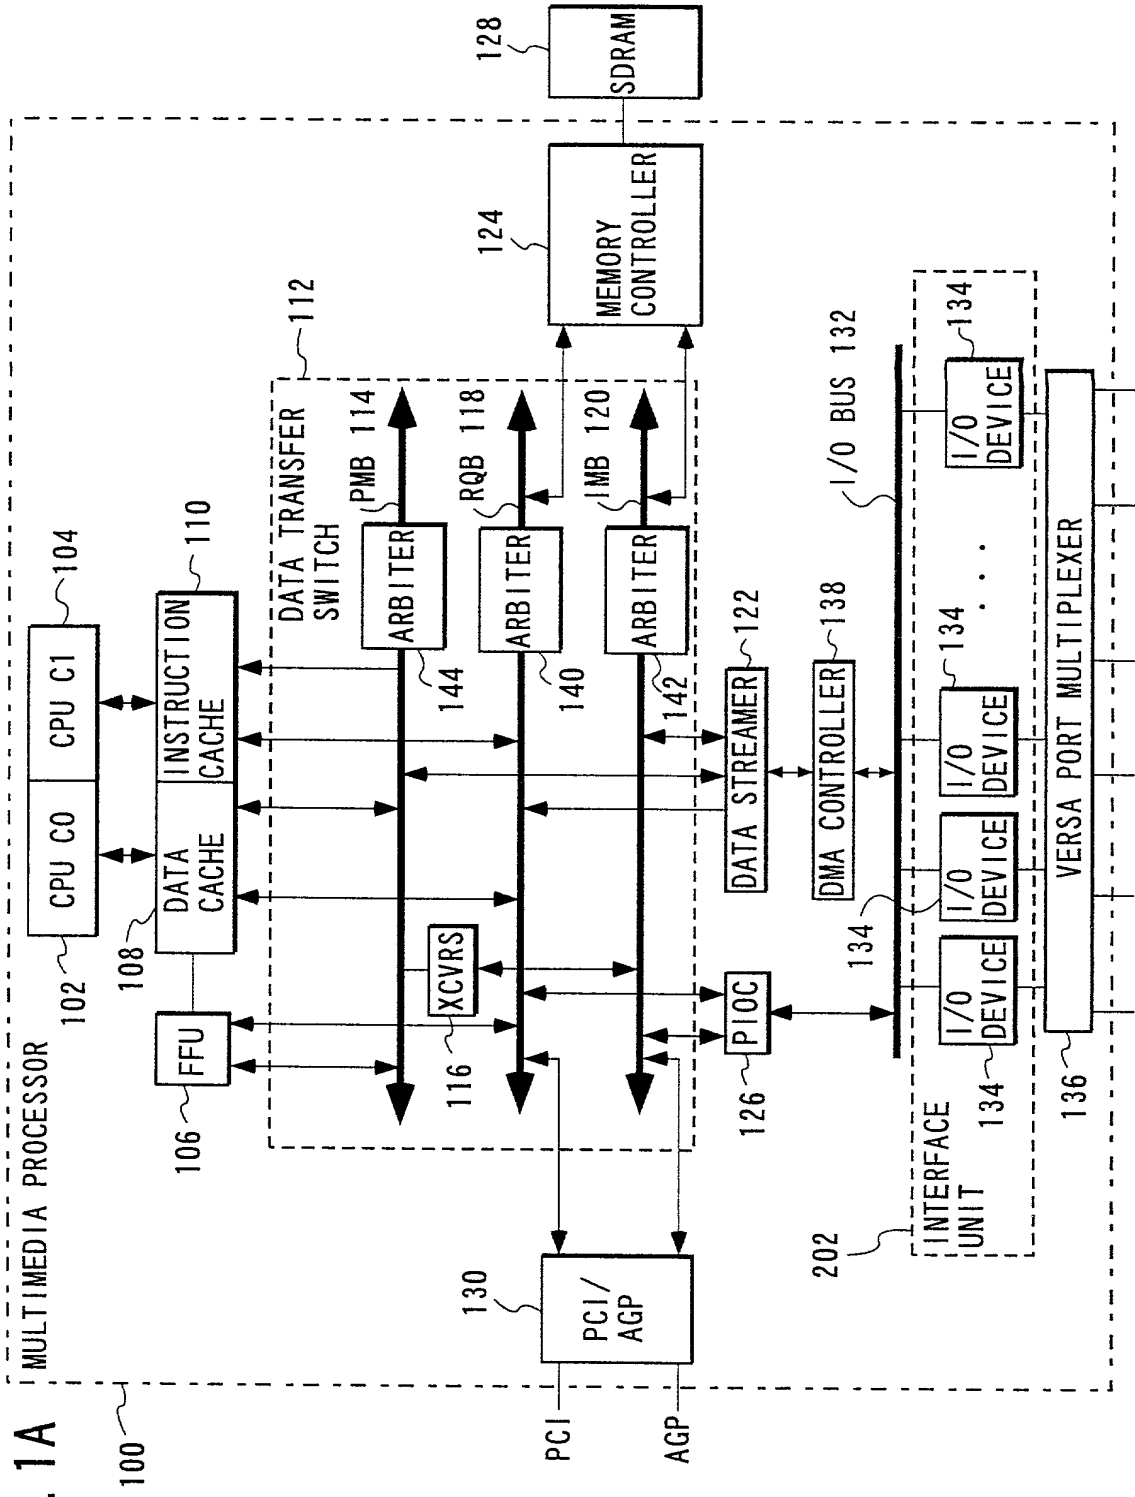 . 1A
100
MULTIMEDIA PROCESSOR
102
CPU C0
CPU C1
104
106
FFU
108
DATA
CACHE
INSTRUCTION
CACHE
110
DATA TRANSFER
SWITCH
112
144
ARBITER
PMB 114
116
XCVRS
140
ARBITER
RQB 118
142
ARBITER
IMB 120
PCI
AGP
130
PCI/
AGP
124
MEMORY
CONTROLLER
128
SDRAM
126
PIOC
DATA STREAMER
122
DMA CONTROLLER
138
I/O BUS 132
202
INTERFACE
UNIT
134
I/O
DEVICE
134
I/O
DEVICE
134
I/O
DEVICE
. . .
134
I/O
DEVICE
136
VERSA PORT MULTIPLEXER